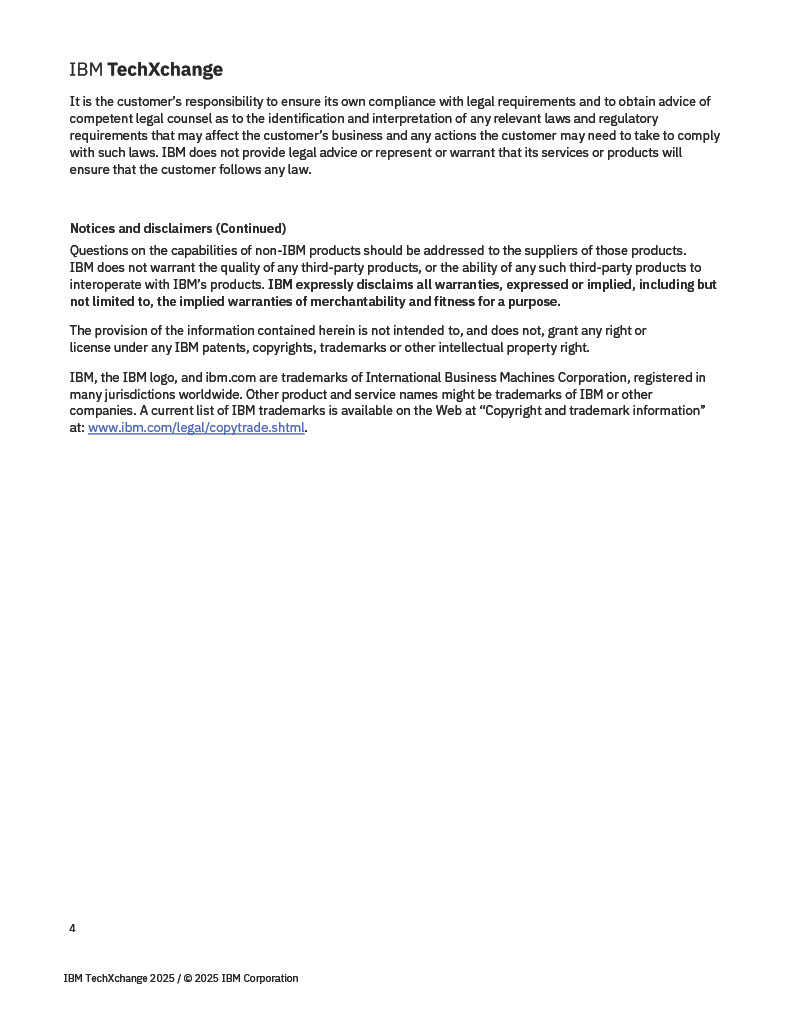 IBM TechXchange
It is the customer’s responsibility to ensure its own compliance with legal requirements and to obtain advice of
competent legal counsel as to the identification and interpretation of any relevant laws and regulatory
requirements that may affect the customer’s business and any actions the customer may need to take to comply
with such laws. IBM does not provide legal advice or represent or warrant that its services or products will
ensure that the customer follows any law.
Notices and disclaimers (Continued)
Questions on the capabilities of non-IBM products should be addressed to the suppliers of those products.
IBM does not warrant the quality of any third-party products, or the ability of any such third-party products to
interoperate with IBM’s products. IBM expressly disclaims all warranties, expressed or implied, including but
not limited to, the implied warranties of merchantability and fitness for a purpose.
The provision of the information contained herein is not intended to, and does not, grant any right or
license under any IBM patents, copyrights, trademarks or other intellectual property right.
IBM, the IBM logo, and ibm.com are trademarks of International Business Machines Corporation, registered in
many jurisdictions worldwide. Other product and service names might be trademarks of IBM or other
companies. A current list of IBM trademarks is available on the Web at “Copyright and trademark information”
at: www.ibm.com/legal/copytrade.shtml.
4
IBM TechXchange 2025 / © 2025 IBM Corporation